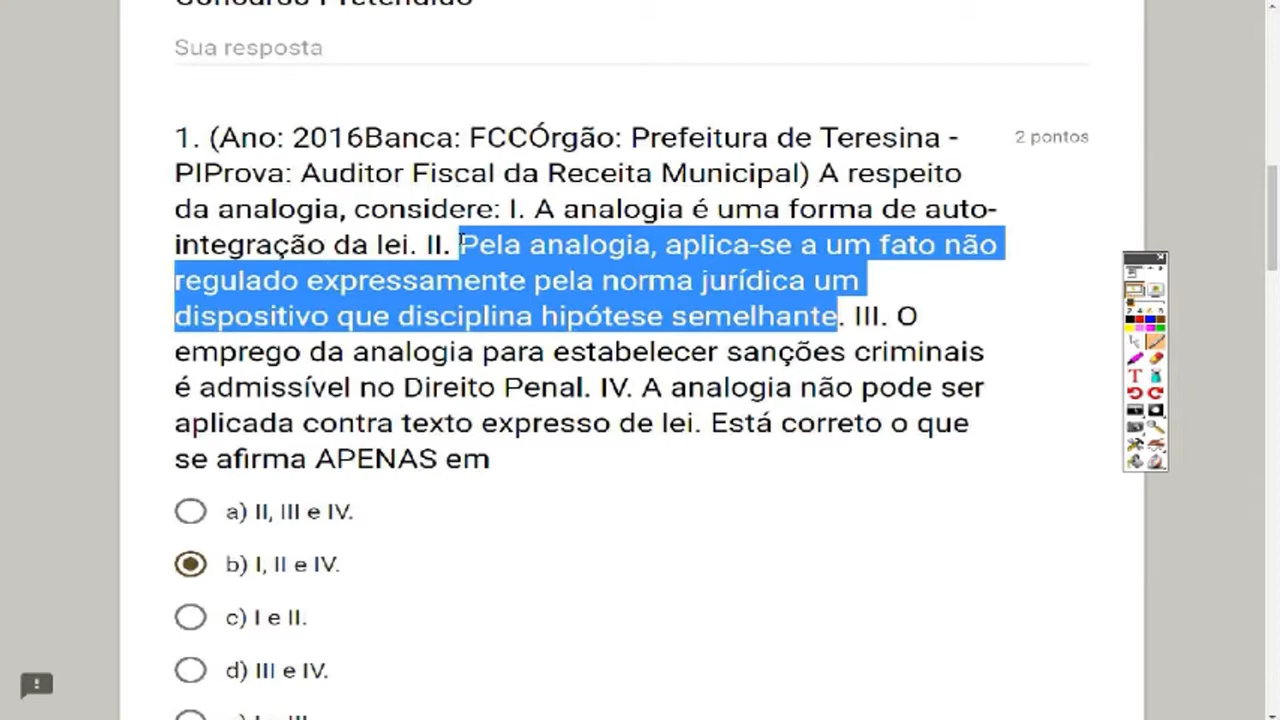 Concurso Pretendido
Sua resposta
1. (Ano: 2016Banca: FCCÓrgão: Prefeitura de Teresina -
2 pontos
PIProva: Auditor Fiscal da Receita Municipal) A respeito
da analogia, considere: I. A analogia é uma forma de auto-
integração da lei. II. Pela analogia, aplica-se a um fato não
regulado expressamente pela norma jurídica um
dispositivo que disciplina hipótese semelhante. III. O
emprego da analogia para estabelecer sanções criminais
é admissível no Direito Penal. IV. A analogia não pode ser
aplicada contra texto expresso de lei. Está correto o que
se afirma APENAS em
a) II, III e IV.
b) I, II e IV.
c) I e II.
d) III e IV.